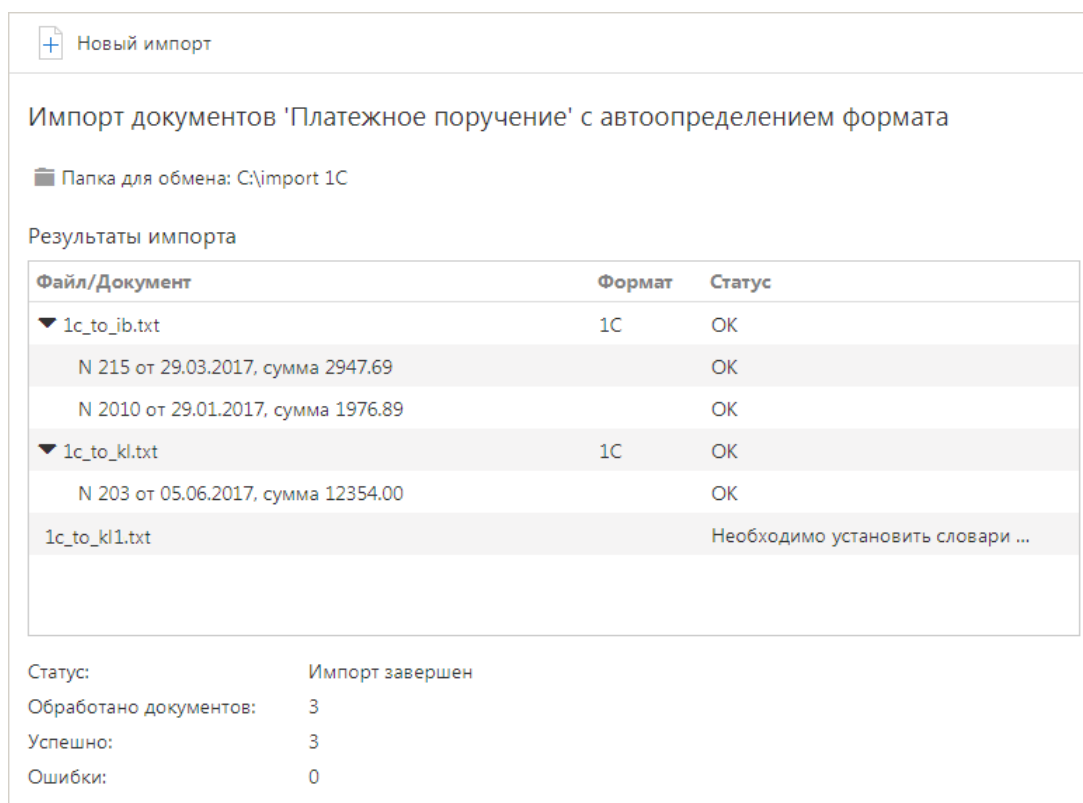 Новый импорт
Импорт документов 'Платежное поручение' с автоопределением формата
Папка для обмена: C:\import 1C
Результаты импорта
Файл/Документ Формат Статус
1c_to_ib.txt 1C OK
N 215 от 29.03.2017, сумма 2947.69 OK
N 2010 от 29.01.2017, сумма 1976.89 OK
1c_to_kl.txt 1C OK
N 203 от 05.06.2017, сумма 12354.00 OK
1c_to_kl1.txt Необходимо установить словари ...
Статус: Импорт завершен
Обработано документов: 3
Успешно: 3
Ошибки: 0